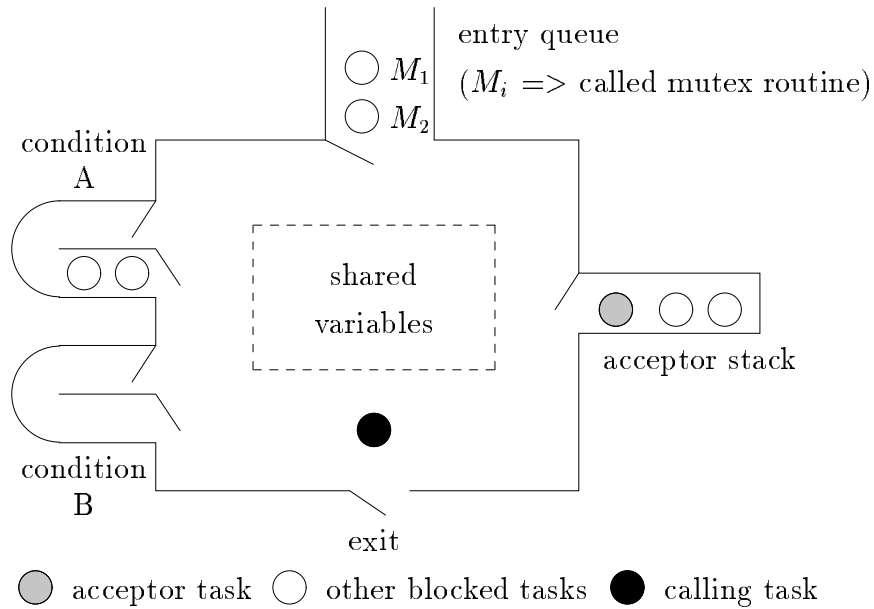 entry queue
(Mᵢ => called mutex routine)
M₁
M₂
condition
A
shared
variables
acceptor stack
condition
B
exit
acceptor task other blocked tasks calling task